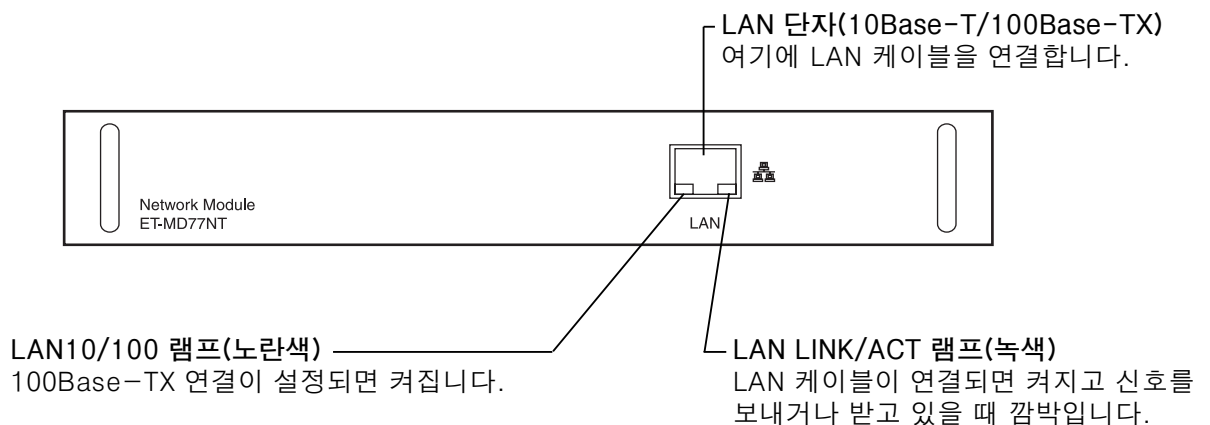 LAN 단자(10Base-T/100Base-TX)
여기에 LAN 케이블을 연결합니다.
Network Module
ET-MD77NT
LAN
LAN10/100 램프(노란색)
100Base-TX 연결이 설정되면 켜집니다.
LAN LINK/ACT 램프(녹색)
LAN 케이블이 연결되면 켜지고 신호를
보내거나 받고 있을 때 깜박입니다.